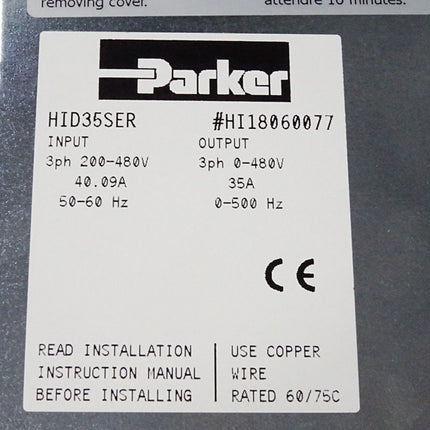 removing cover.
attendre 10 minutes.
Parker
HID35SER #HI18060077
INPUT OUTPUT
3ph 200-480V 3ph 0-480V
40.09A 35A
50-60 Hz 0-500 Hz
CE
READ INSTALLATION
INSTRUCTION MANUAL
BEFORE INSTALLING
USE COPPER
WIRE
RATED 60/75C